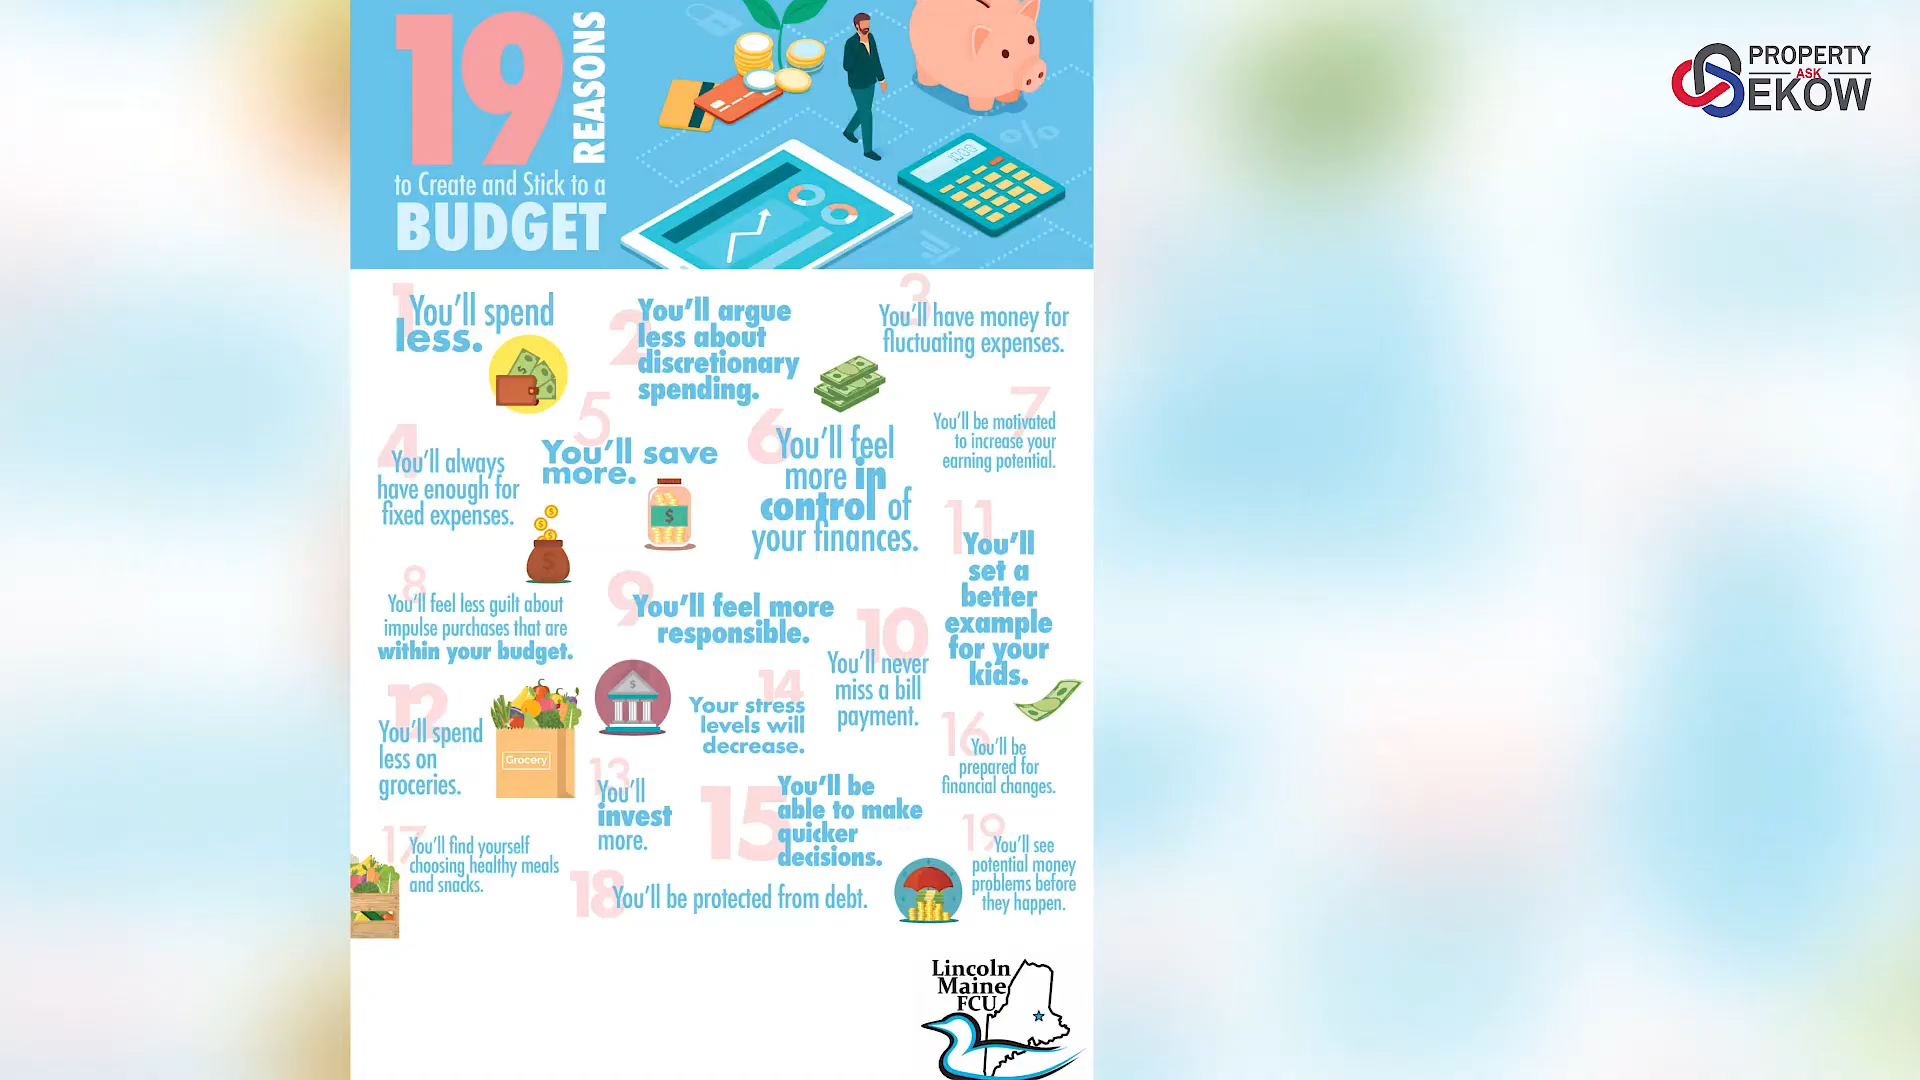 19
REASONS
to Create and Stick to a
BUDGET
PROPERTY
ASK
SEKOW
1
You'll spend
less.
2
You'll argue
less about
discretionary
spending.
3
You'll have money for
fluctuating expenses.
4
You'll always
have enough for
fixed expenses.
5
You'll save
more.
$
6
You'll feel
more in
control of
your finances.
7
You'll be motivated
to increase your
earning potential.
8
You'll feel less guilt about
impulse purchases that are
within your budget.
9
You'll feel more
responsible.
10
You'll never
miss a bill
payment.
11
You'll
set a
better
example
for your
kids.
12
You'll spend
less on
groceries.
Grocery
13
You'll
invest
more.
14
Your stress
levels will
decrease.
15
You'll be
able to make
quicker
decisions.
16
You'll be
prepared for
financial changes.
17
You'll find yourself
choosing healthy meals
and snacks.
18
You'll be protected from debt.
19
You'll see
potential money
problems before
they happen.
Lincoln
Maine
FCU